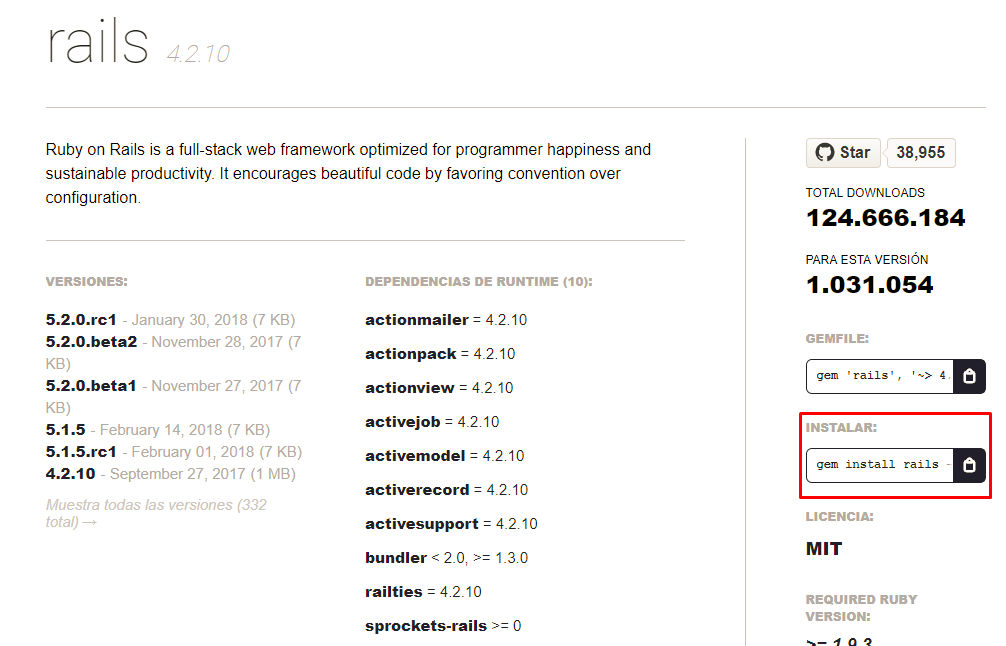 rails 4.2.10
Ruby on Rails is a full-stack web framework optimized for programmer happiness and
sustainable productivity. It encourages beautiful code by favoring convention over
configuration.
VERSIONES:
5.2.0.rc1 - January 30, 2018 (7 KB)
5.2.0.beta2 - November 28, 2017 (7
KB)
5.2.0.beta1 - November 27, 2017 (7
KB)
5.1.5 - February 14, 2018 (7 KB)
5.1.5.rc1 - February 01, 2018 (7 KB)
4.2.10 - September 27, 2017 (1 MB)
Muestra todas las versiones (332
total) →
DEPENDENCIAS DE RUNTIME (10):
actionmailer = 4.2.10
actionpack = 4.2.10
actionview = 4.2.10
activejob = 4.2.10
activemodel = 4.2.10
activerecord = 4.2.10
activesupport = 4.2.10
bundler < 2.0, >= 1.3.0
railties = 4.2.10
sprockets-rails >= 0
Star 38,955
TOTAL DOWNLOADS
124.666.184
PARA ESTA VERSIÓN
1.031.054
GEMFILE:
gem 'rails', '~> 4.
INSTALAR:
gem install rails -
LICENCIA:
MIT
REQUIRED RUBY
VERSION:
>= 1.9.3